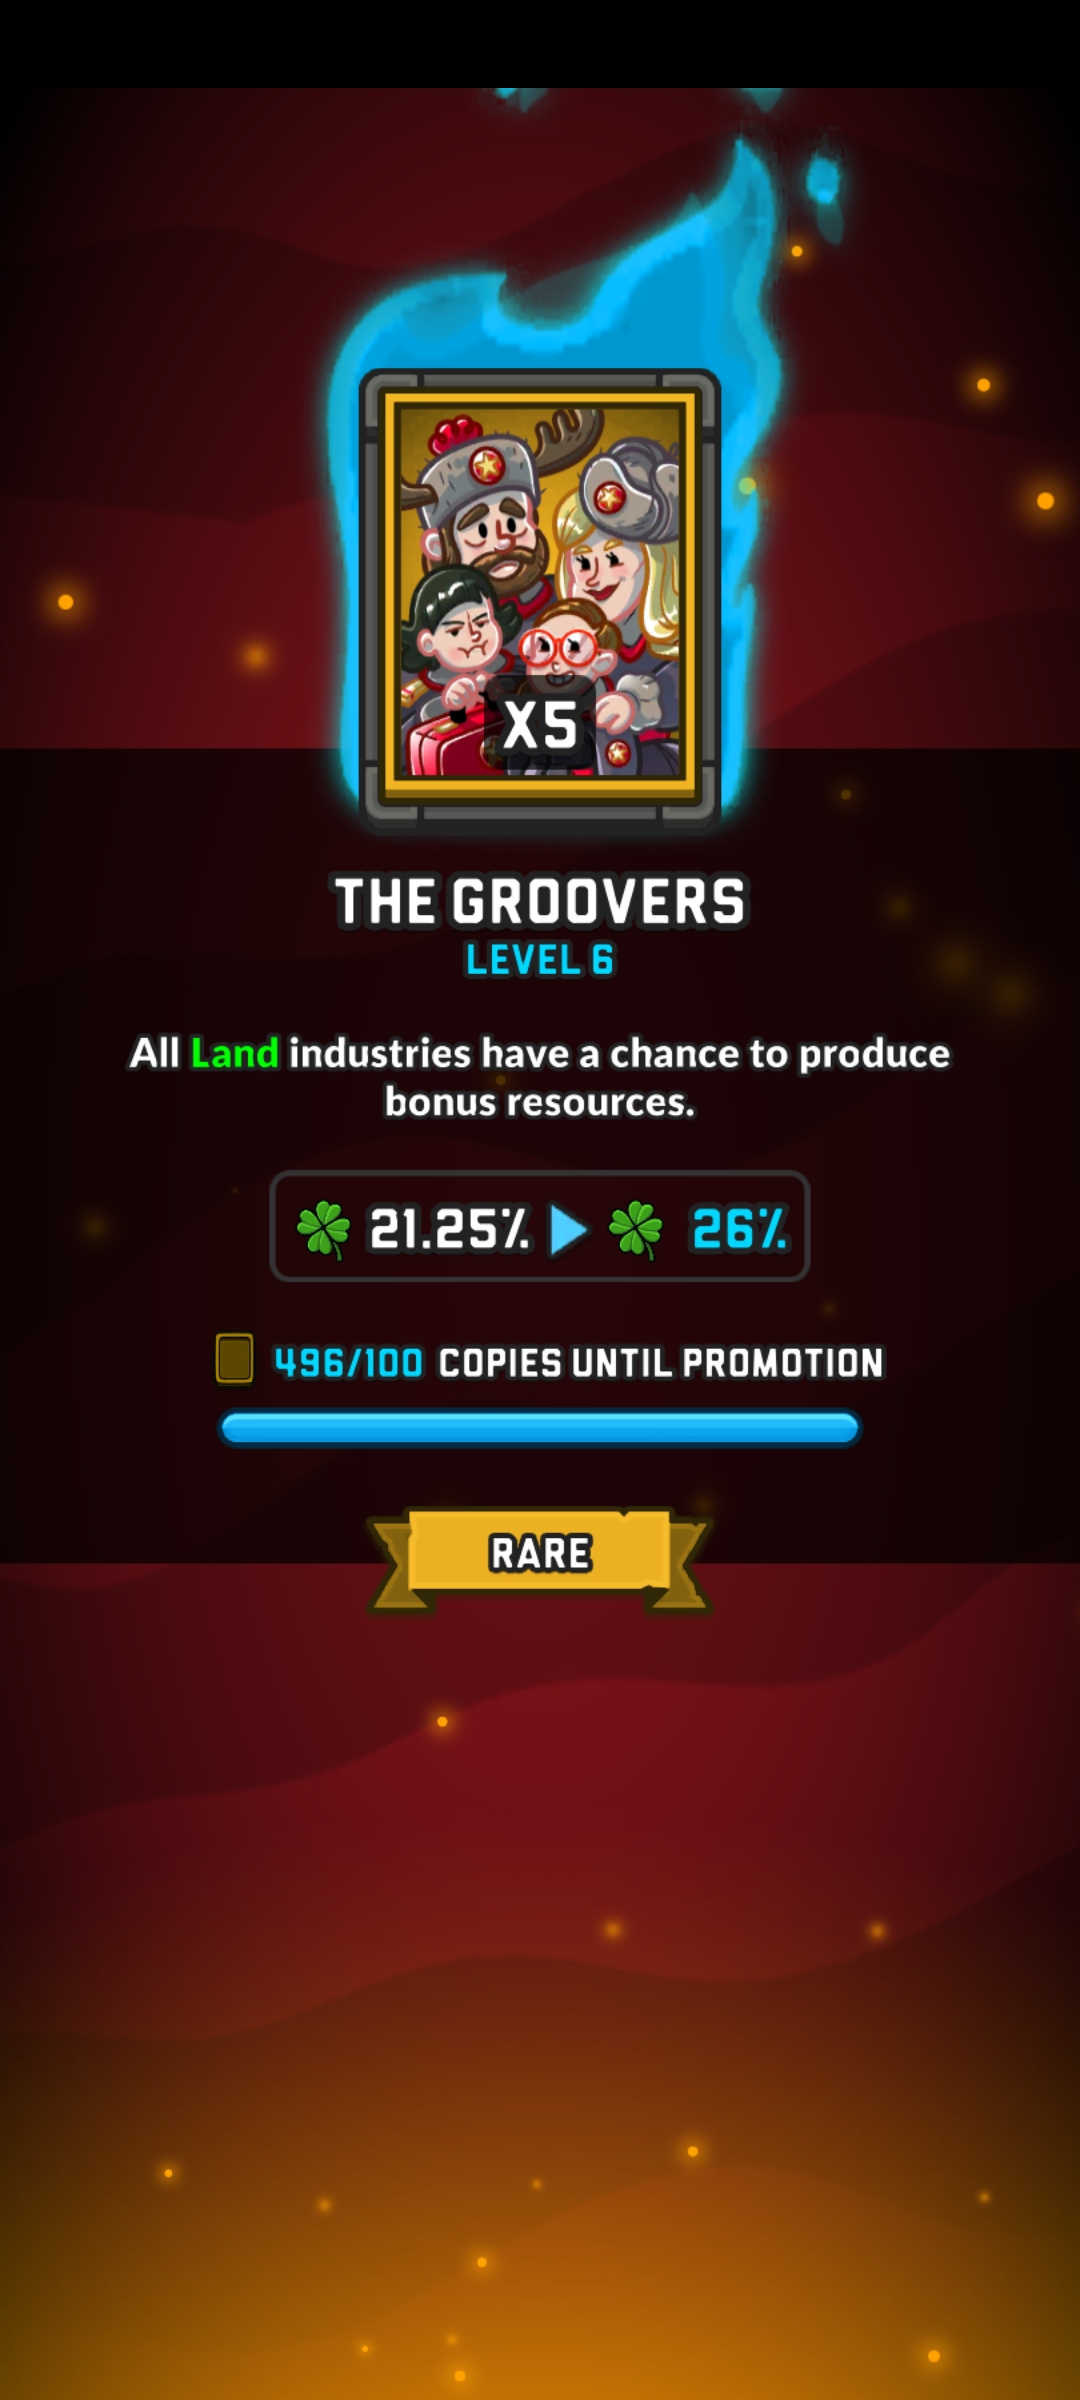 X5
THE GROOVERS
LEVEL 6
All Land industries have a chance to produce
bonus resources.
21.25% 26%
496/100 COPIES UNTIL PROMOTION
RARE